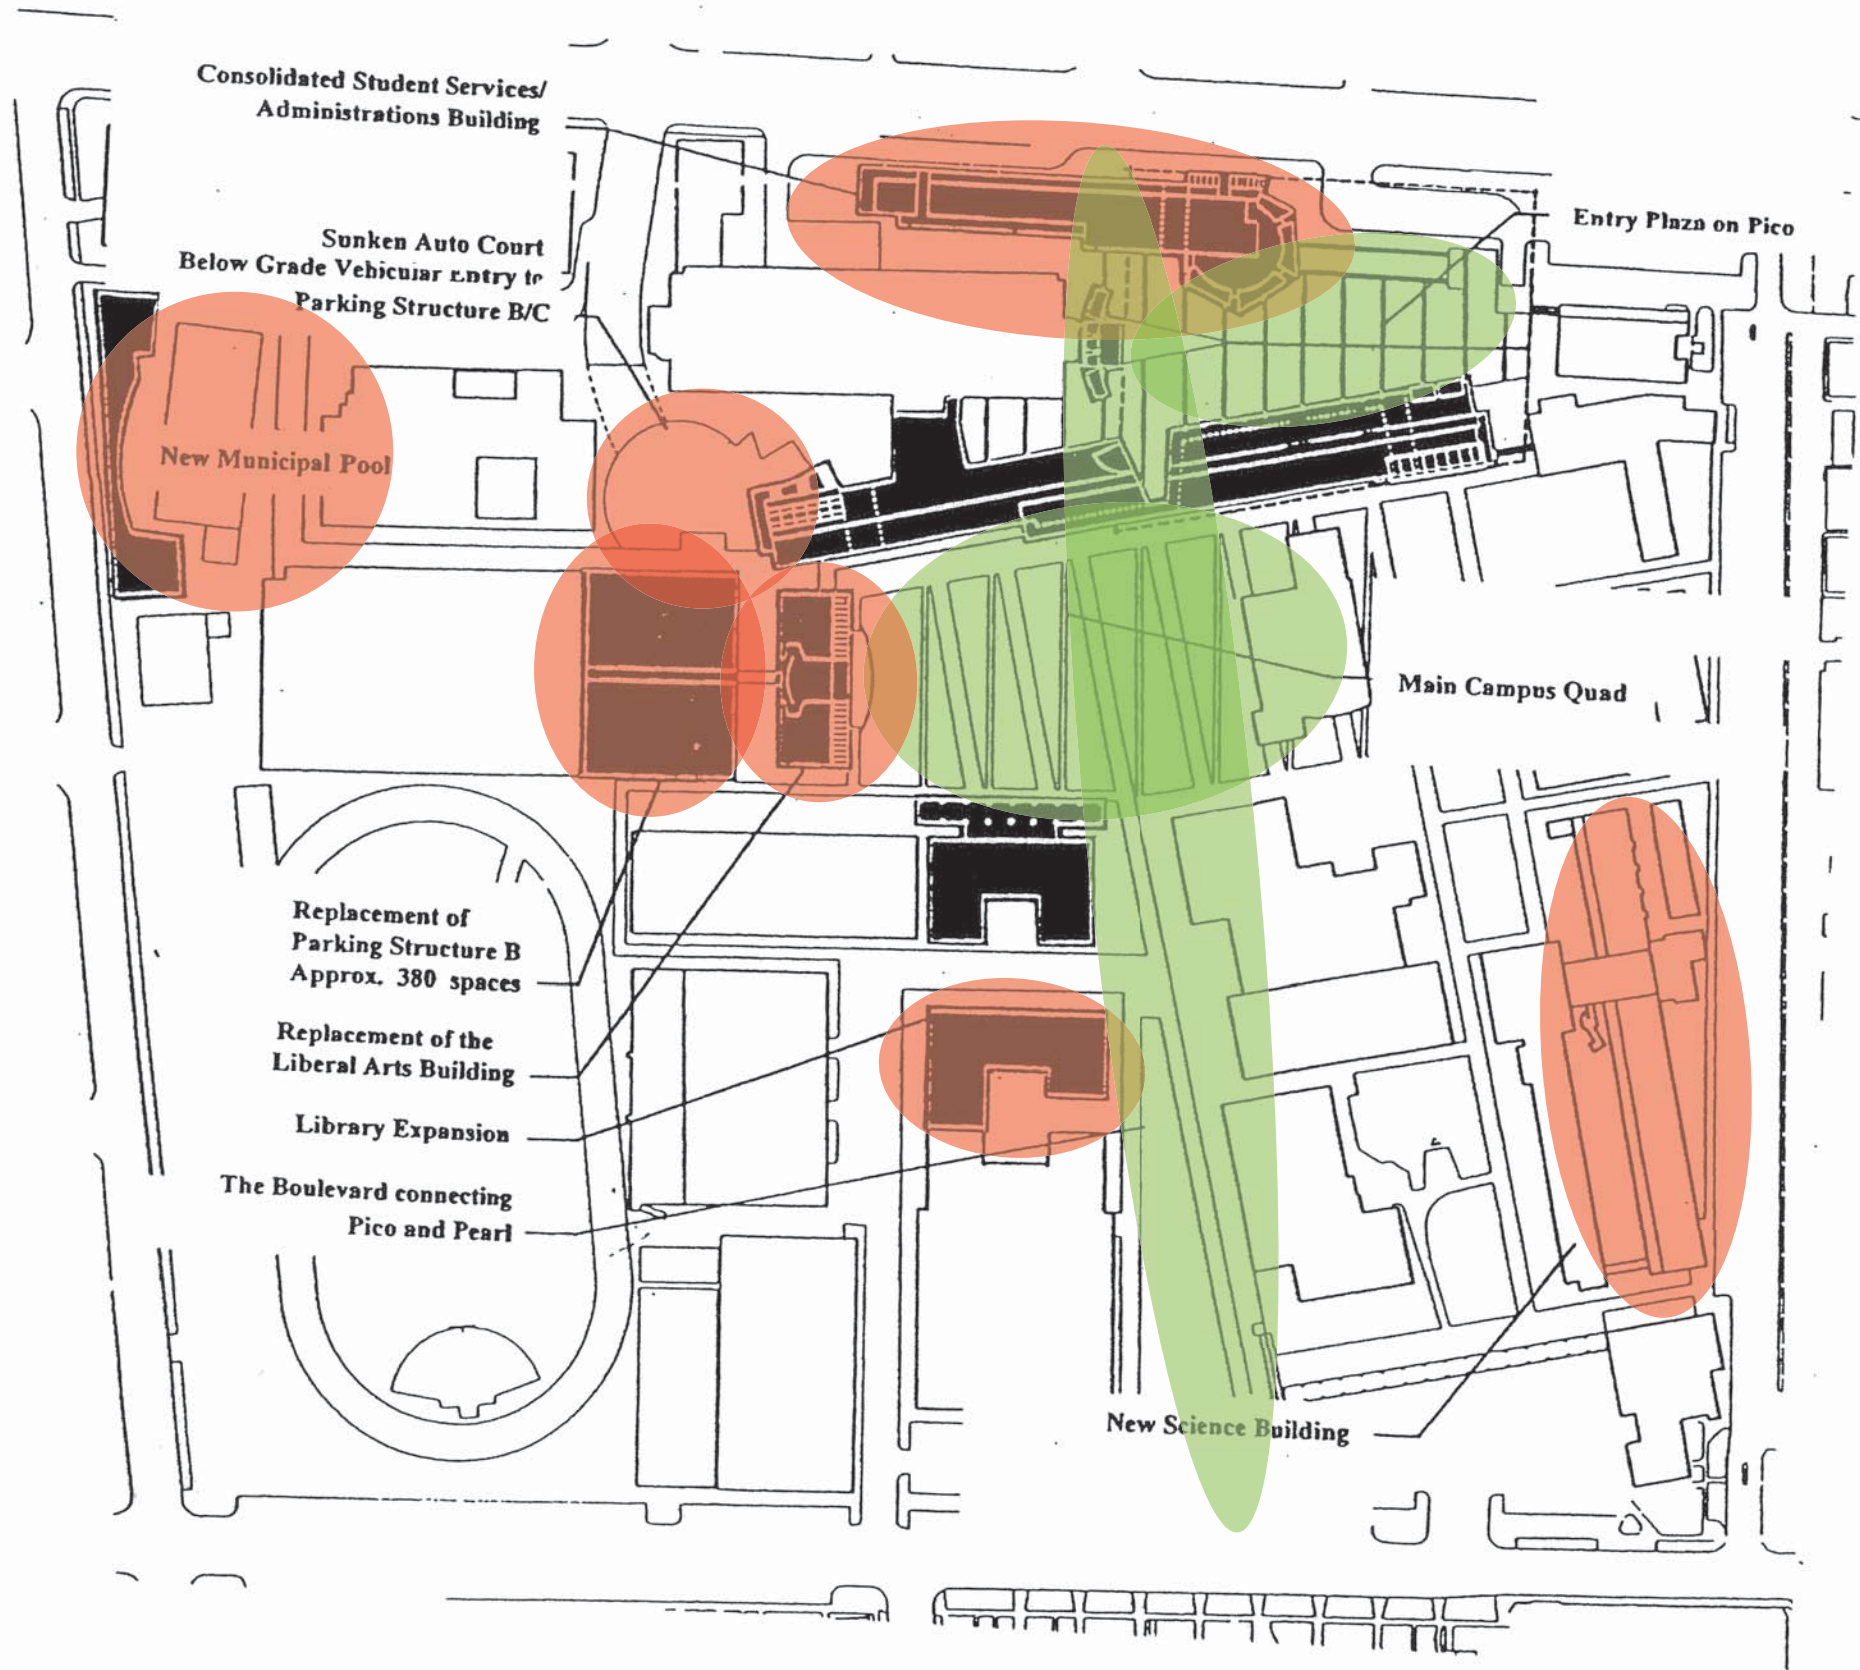 Consolidated Student Services/
Administrations Building
Sunken Auto Court
Below Grade Vehicular Entry to
Parking Structure B/C
Entry Plaza on Pico
New Municipal Pool
Main Campus Quad
Replacement of
Parking Structure B
Approx. 380 spaces
Replacement of the
Liberal Arts Building
Library Expansion
The Boulevard connecting
Pico and Pearl
New Science Building